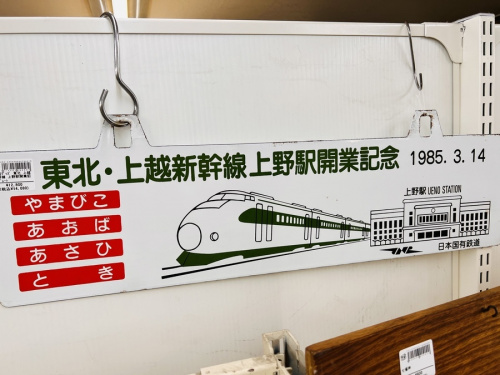 東北・上越新幹線上野駅開業記念 1985. 3. 14
やまびこ
あおば
あさひ
とき
上野駅 UENO STATION
JNR
日本国有鉄道